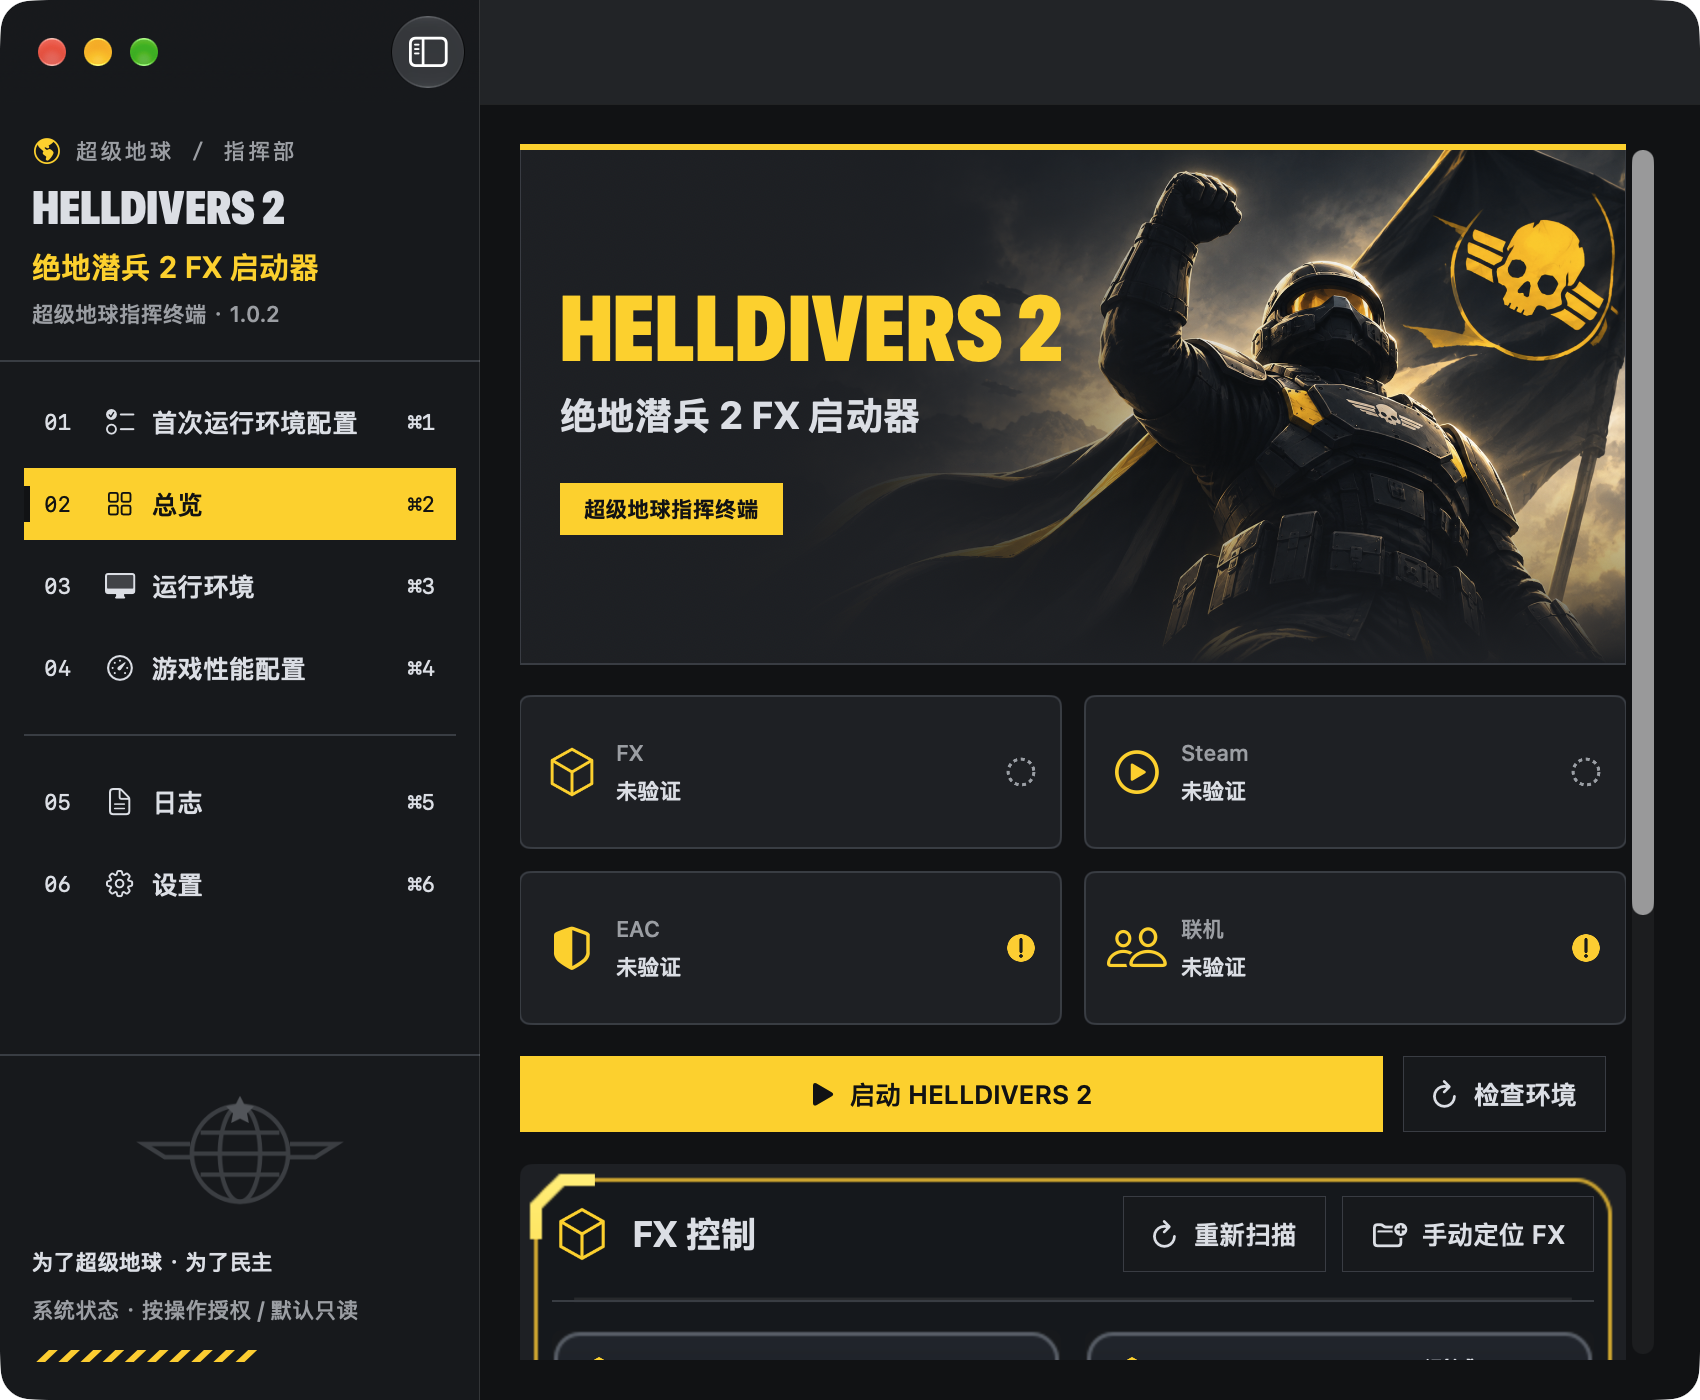 超级地球 / 指挥部
HELLDIVERS 2
绝地潜兵 2 FX 启动器
超级地球指挥终端 · 1.0.2
01 首次运行环境配置 ⌘1
02 总览 ⌘2
03 运行环境 ⌘3
04 游戏性能配置 ⌘4
05 日志 ⌘5
06 设置 ⌘6
为了超级地球 · 为了民主
系统状态 · 按操作授权 / 默认只读
HELLDIVERS 2
绝地潜兵 2 FX 启动器
超级地球指挥终端
FX
未验证
Steam
未验证
EAC
未验证
联机
未验证
启动 HELLDIVERS 2
检查环境
FX 控制
重新扫描
手动定位 FX